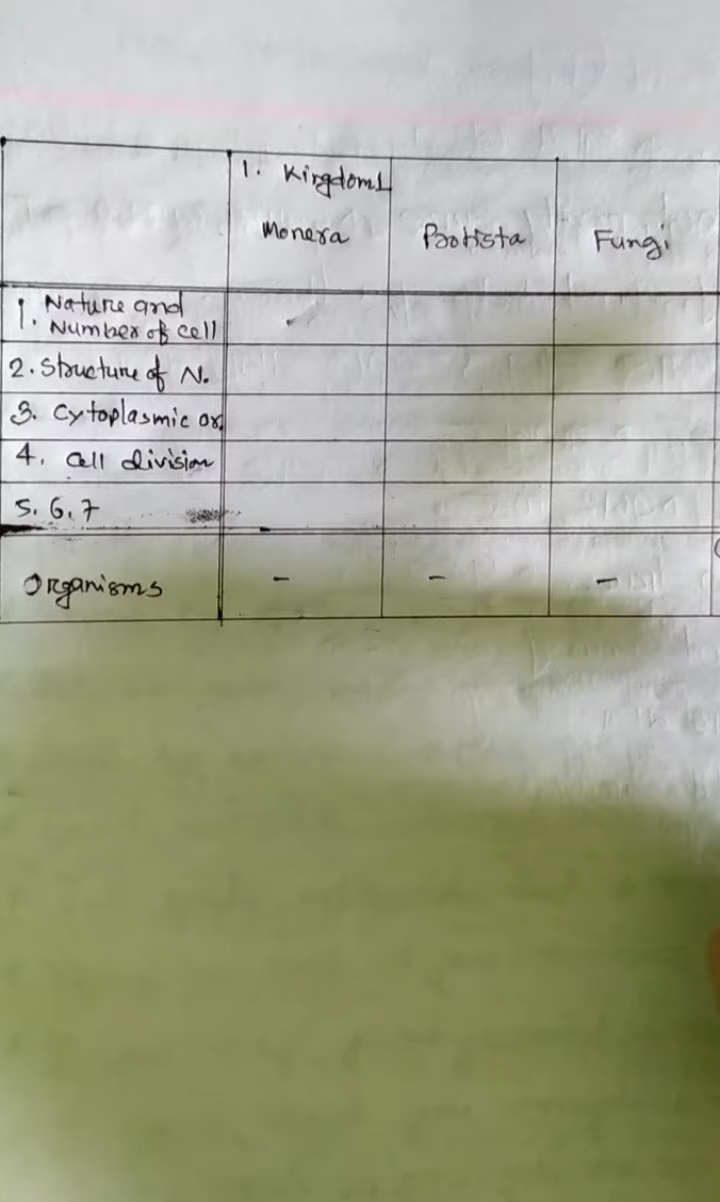 1. Kingdom1
Monera
Protista
Fungi
1. Nature and
Number of cell
2. Structure of N.
3. Cytoplasmic or
4. Cell division
5. 6. 7
Organisms - - -